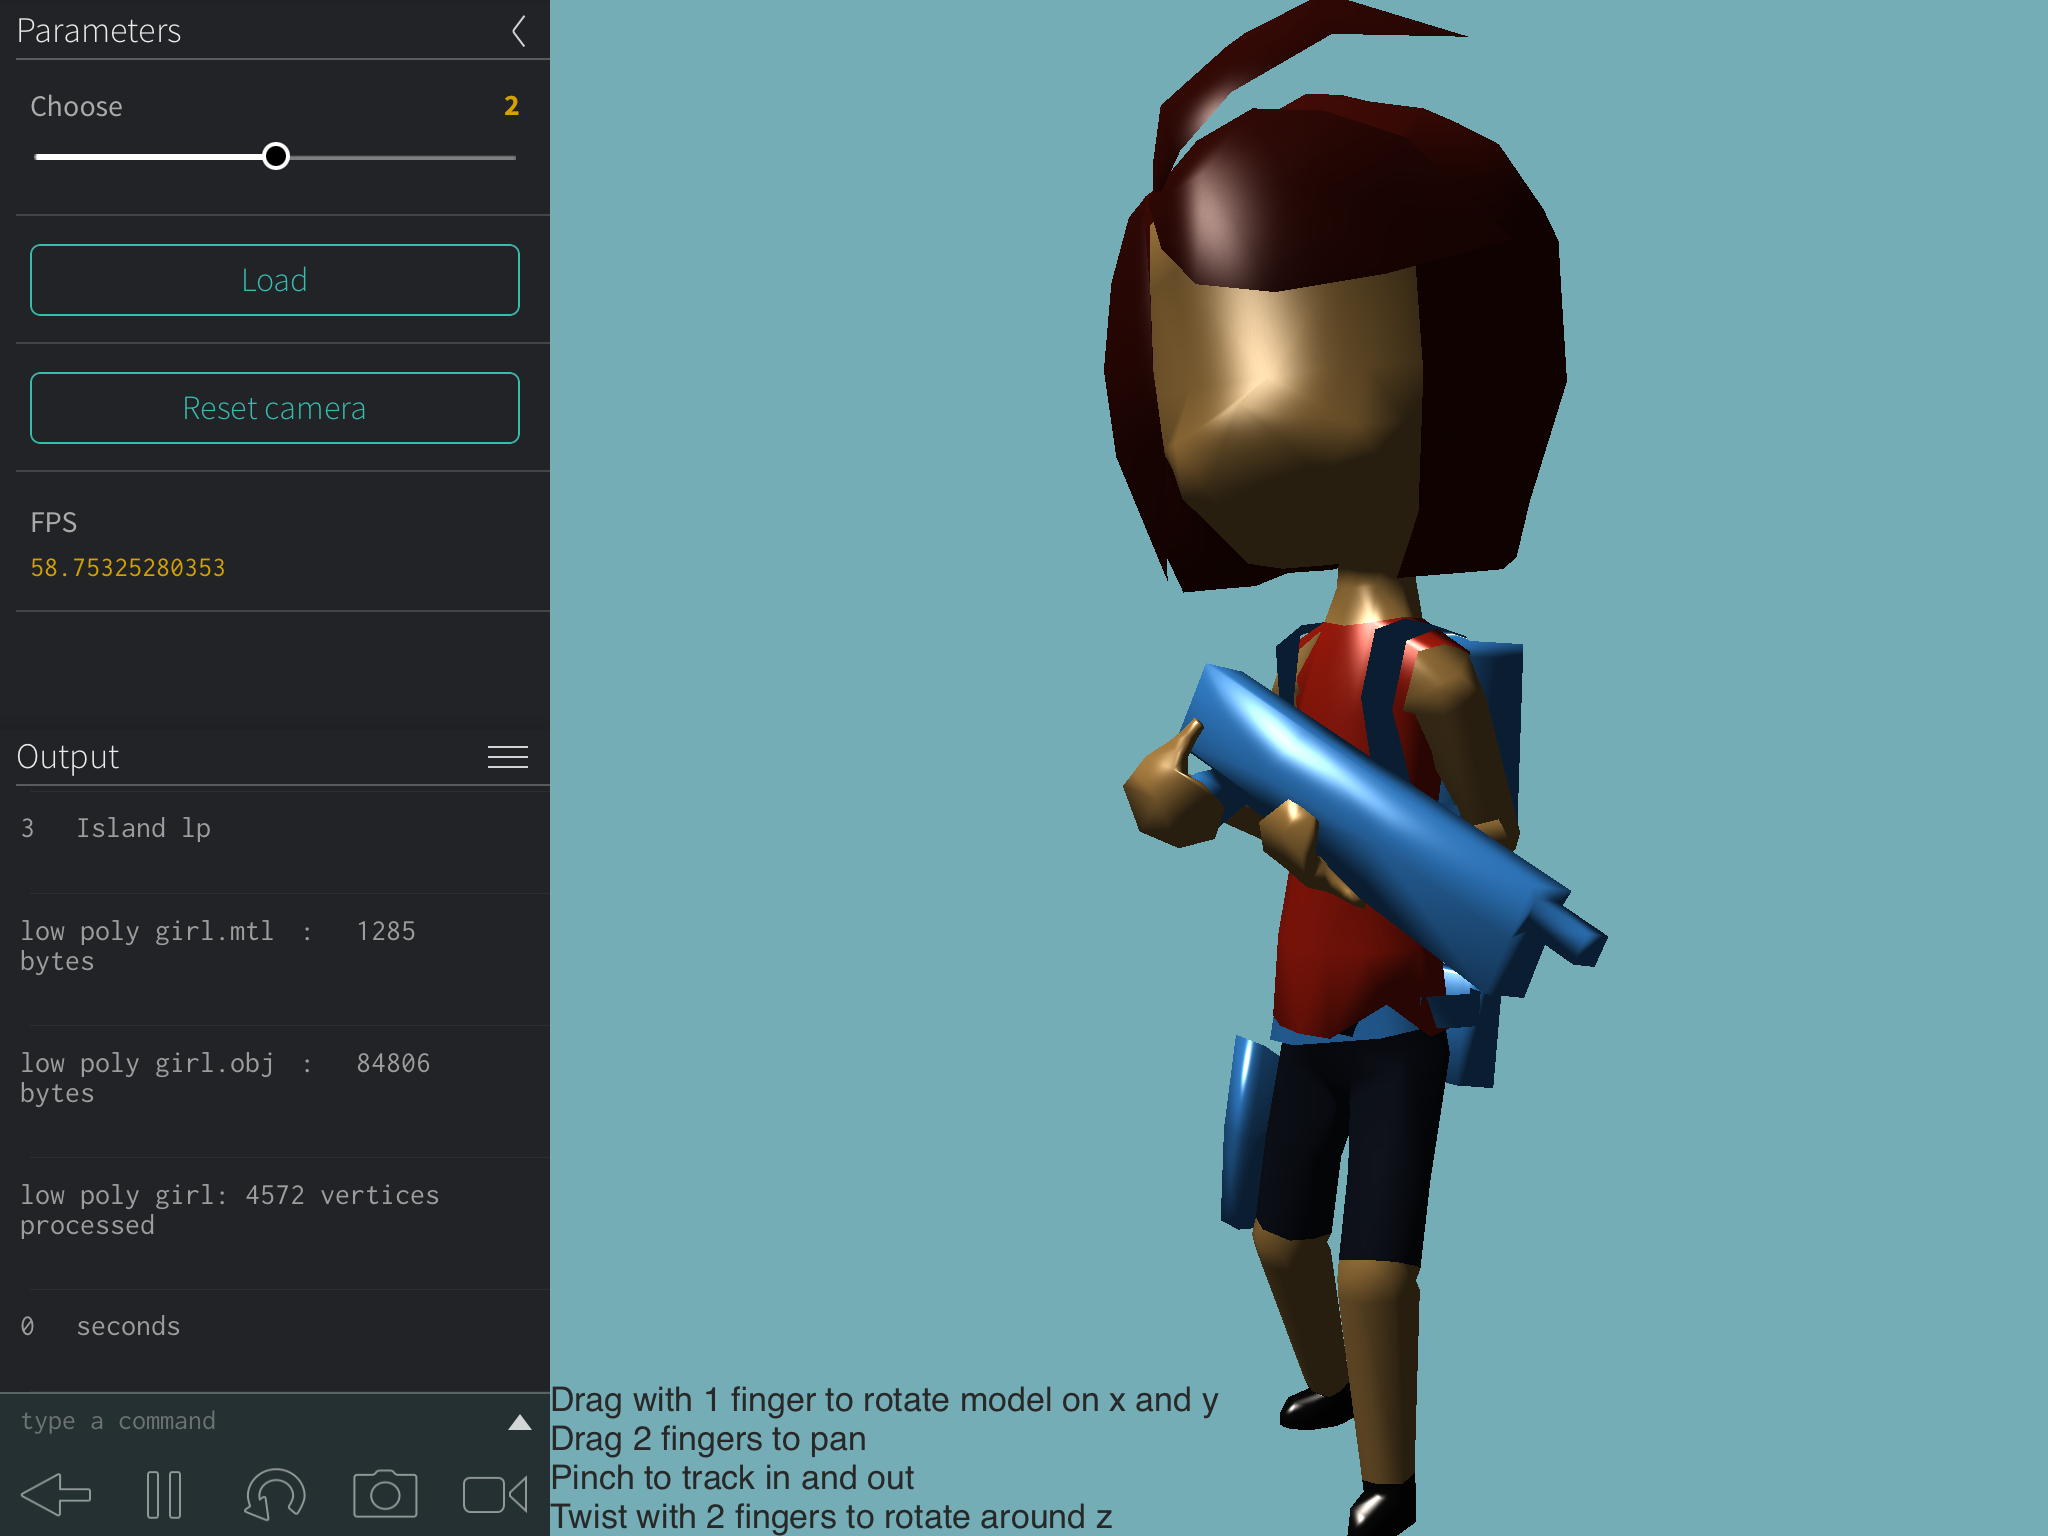 Parameters
Choose 2
Load
Reset camera
FPS
58.75325280353
Output
3 Island lp
low poly girl.mtl : 1285
bytes
low poly girl.obj : 84806
bytes
low poly girl: 4572 vertices
processed
0 seconds
type a command
Drag with 1 finger to rotate model on x and y
Drag 2 fingers to pan
Pinch to track in and out
Twist with 2 fingers to rotate around z